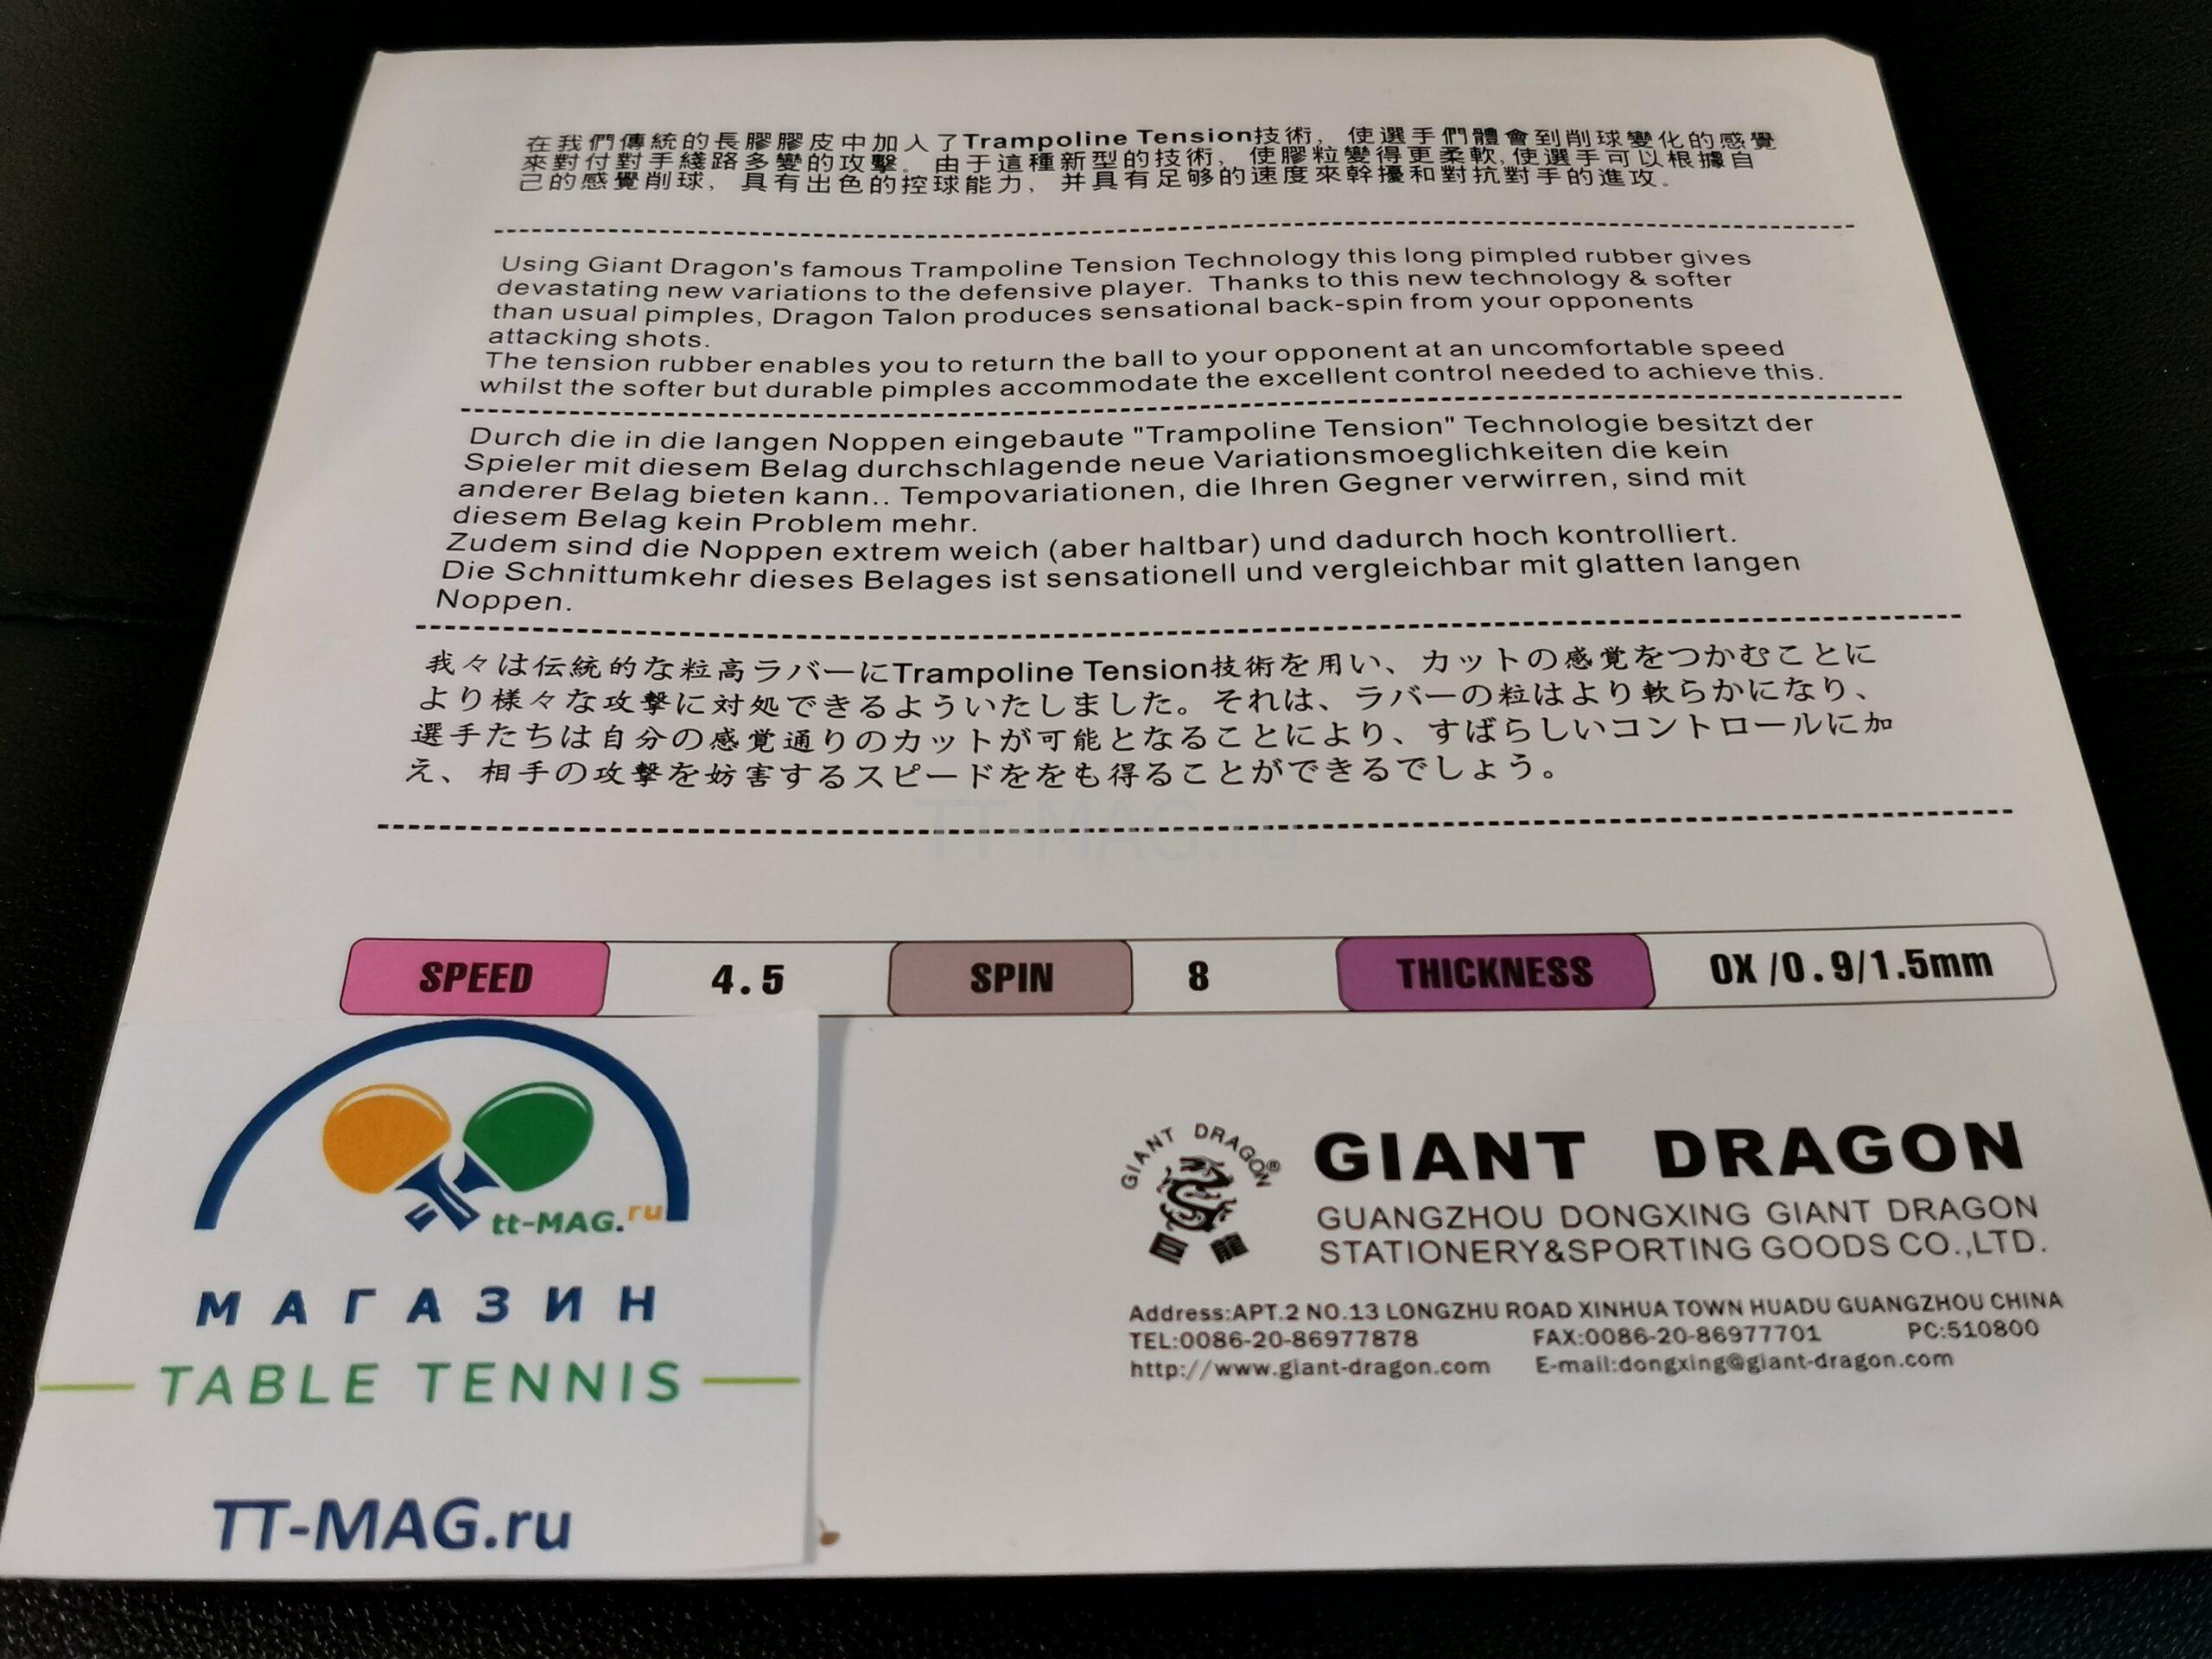 在我們傳統的長膠膠皮中加入了Trampoline Tension技術, 使選手們體會到削球變化的感覺
來對付對手綫路多變的攻擊。由于這種新型的技術, 使膠粒變得更柔軟,使選手可以根據自
己的感覺削球, 具有出色的控球能力, 并具有足够的速度來幹擾和對抗對手的進攻。
Using Giant Dragon's famous Trampoline Tension Technology this long pimpled rubber gives
devastating new variations to the defensive player. Thanks to this new technology & softer
than usual pimples, Dragon Talon produces sensational back-spin from your opponents
attacking shots.
The tension rubber enables you to return the ball to your opponent at an uncomfortable speed
whilst the softer but durable pimples accommodate the excellent control needed to achieve this.
Durch die in die langen Noppen eingebaute "Trampoline Tension" Technologie besitzt der
Spieler mit diesem Belag durchschlagende neue Variationsmoeglichkeiten die kein
anderer Belag bieten kann.. Tempovariationen, die Ihren Gegner verwirren, sind mit
diesem Belag kein Problem mehr.
Zudem sind die Noppen extrem weich (aber haltbar) und dadurch hoch kontrolliert.
Die Schnittumkehr dieses Belages ist sensationell und vergleichbar mit glatten langen
Noppen.
我々は伝統的な粒高ラバーにTrampoline Tension技術を用い、カットの感覚をつかむことに
より様々な攻撃に対処できるよういたしました。それは、ラバーの粒はより軟らかになり、
選手たちは自分の感覚通りのカットが可能となることにより、すばらしいコントロールに加
え、相手の攻撃を妨害するスピードををも得ることができるでしょう。
TT-MAG.ru
SPEED 4.5 SPIN 8 THICKNESS OX /0.9/1.5mm
tt-MAG.ru
МАГАЗИН
TABLE TENNIS
TT-MAG.ru
GIANT DRAGON®
巨龍
GIANT DRAGON
GUANGZHOU DONGXING GIANT DRAGON
STATIONERY&SPORTING GOODS CO.,LTD.
Address:APT.2 NO.13 LONGZHU ROAD XINHUA TOWN HUADU GUANGZHOU CHINA
TEL:0086-20-86977878 FAX:0086-20-86977701 PC:510800
http://www.giant-dragon.com E-mail:dongxing@giant-dragon.com